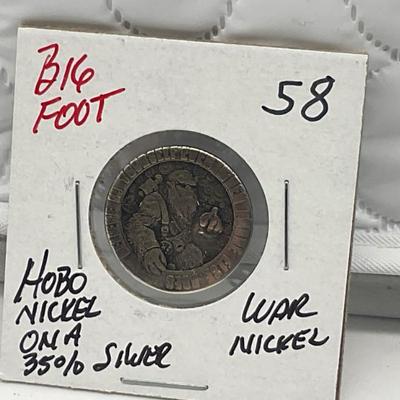 BIG
FOOT
58
HOBO
NICKEL
ON A
35% SILVER
WAR
NICKEL